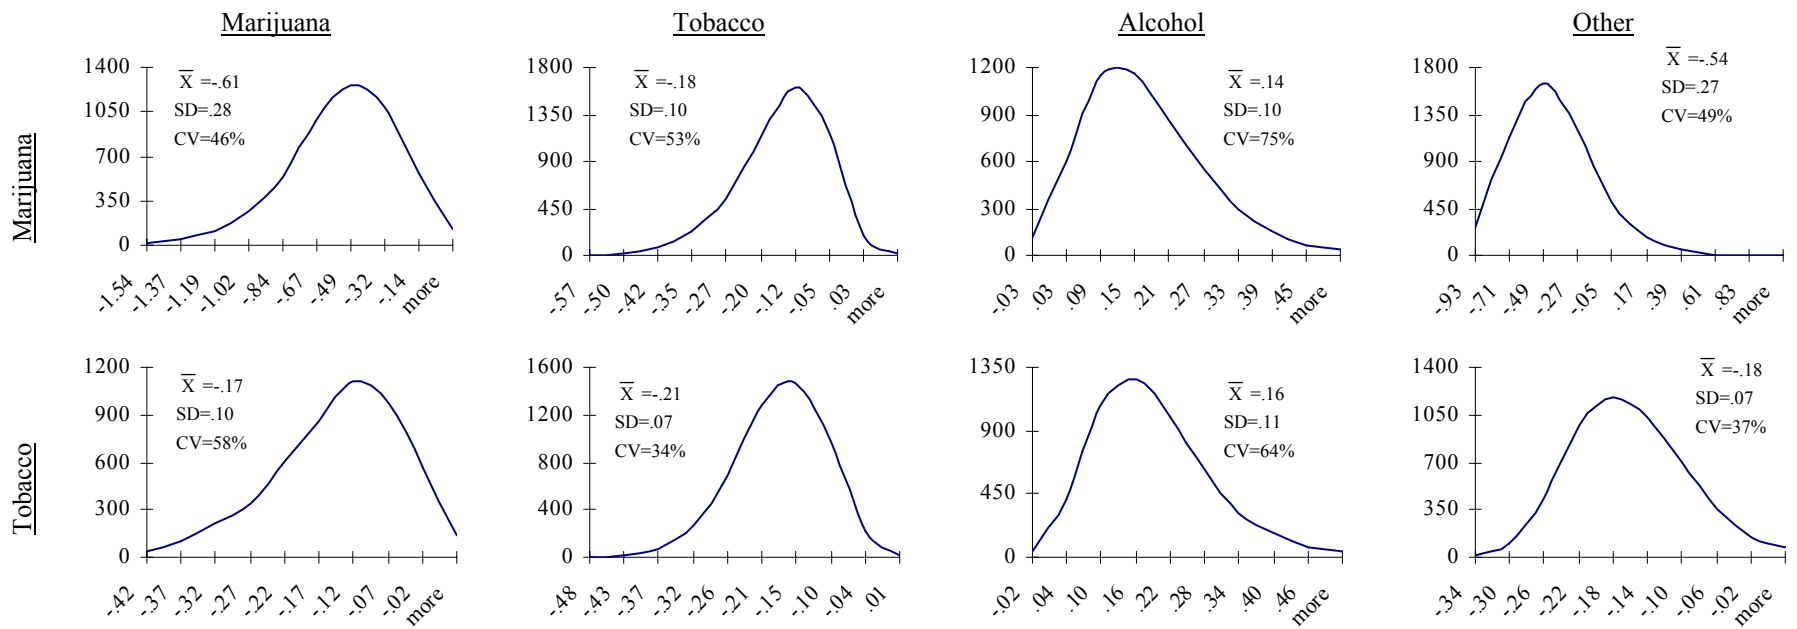 Marijuana Tobacco Alcohol Other
Marijuana
1400
1050
700
350
0
X̅ =-.61
SD=.28
CV=46%
-1.54 -1.37 -1.19 -1.02 -.84 -.67 -.49 -.32 -.14 more
1800
1350
900
450
0
X̅ =-.18
SD=.10
CV=53%
-.57 -.50 -.42 -.35 -.27 -.20 -.12 -.05 .03 more
1200
900
600
300
0
X̅ =.14
SD=.10
CV=75%
-.03 .03 .09 .15 .21 .27 .33 .39 .45 more
1800
1350
900
450
0
X̅ =-.54
SD=.27
CV=49%
-.93 -.71 -.49 -.27 -.05 .17 .39 .61 .83 more
Tobacco
1200
900
600
300
0
X̅ =-.17
SD=.10
CV=58%
-.42 -.37 -.32 -.27 -.22 -.17 -.12 -.07 -.02 more
1600
1200
800
400
0
X̅ =-.21
SD=.07
CV=34%
-.48 -.43 -.37 -.32 -.26 -.21 -.15 -.10 -.04 .01
1350
900
450
0
X̅ =.16
SD=.11
CV=64%
-.02 .04 .10 .16 .22 .28 .34 .40 .46 more
1400
1050
700
350
0
X̅ =-.18
SD=.07
CV=37%
-.34 -.30 -.26 -.22 -.18 -.14 -.10 -.06 -.02 more